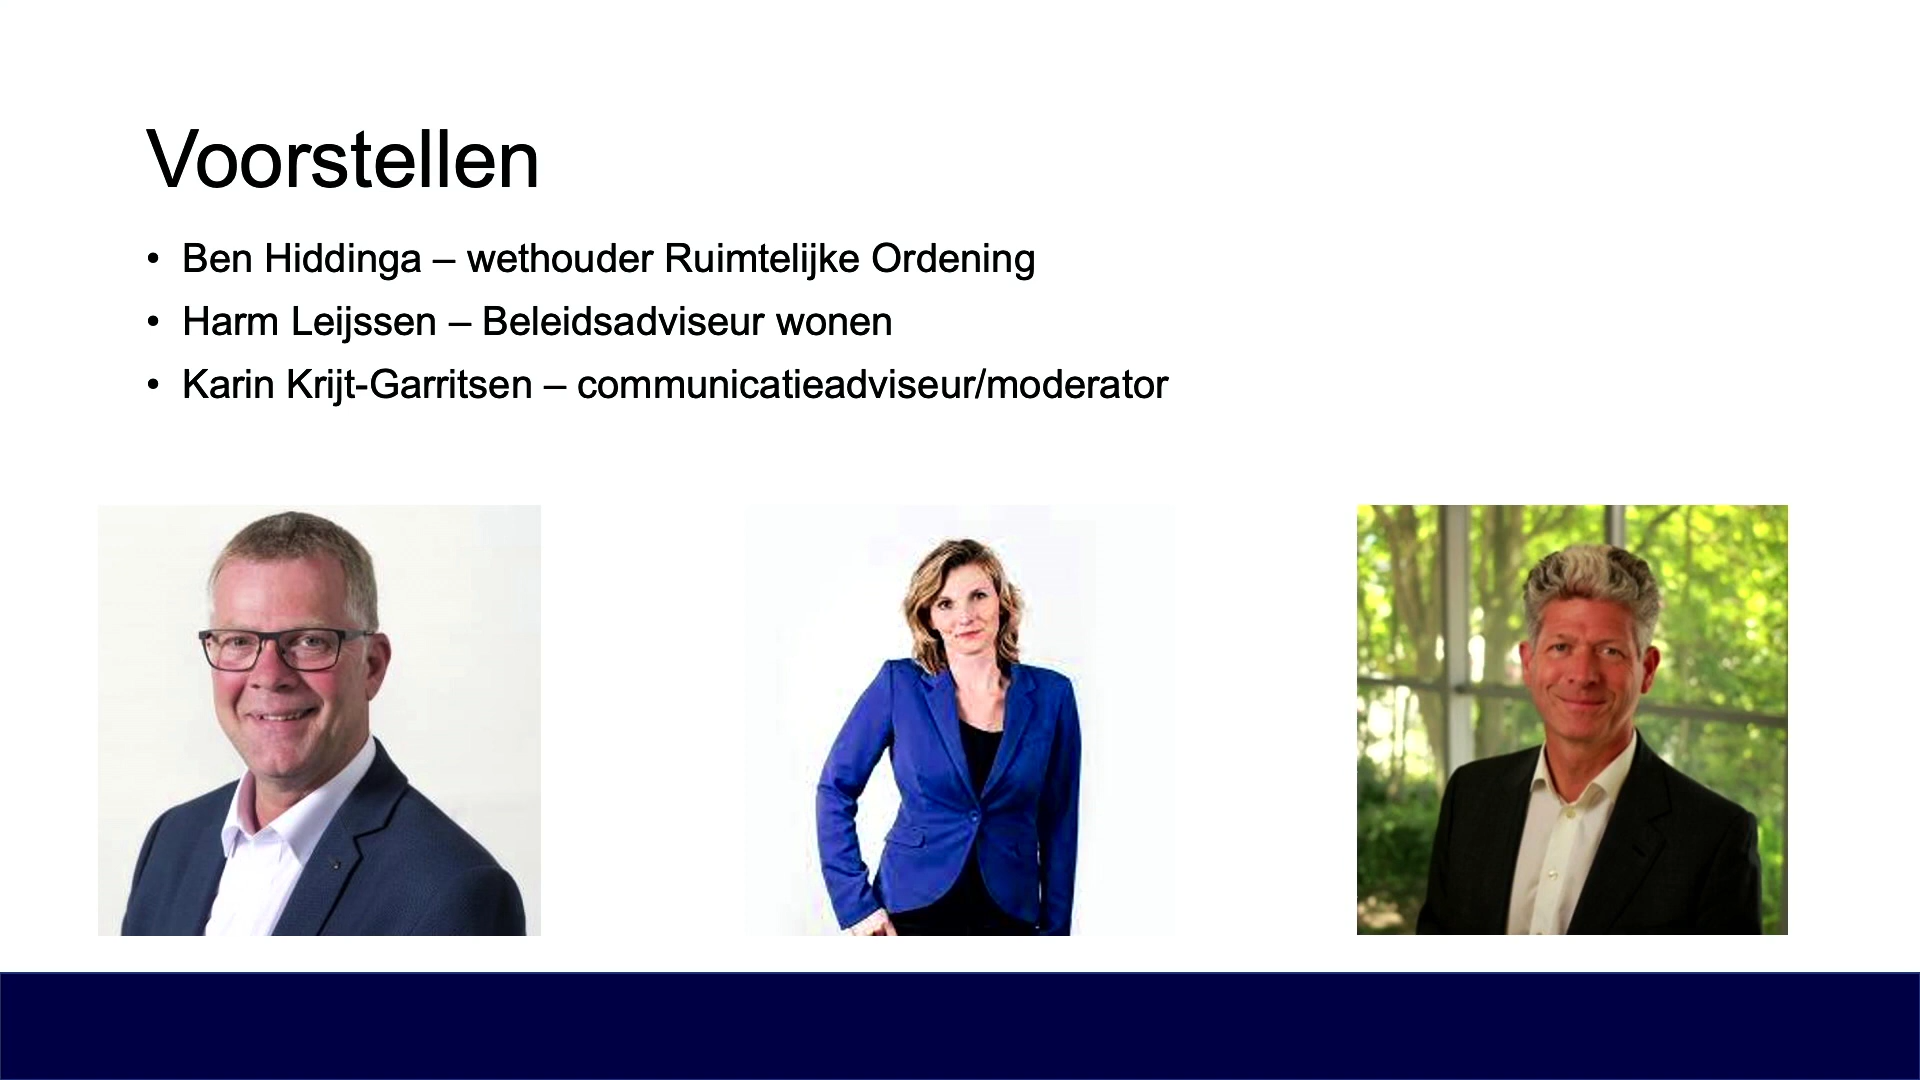 Voorstellen
• Ben Hiddinga – wethouder Ruimtelijke Ordening
• Harm Leijssen – Beleidsadviseur wonen
• Karin Krijt-Garritsen – communicatieadviseur/moderator